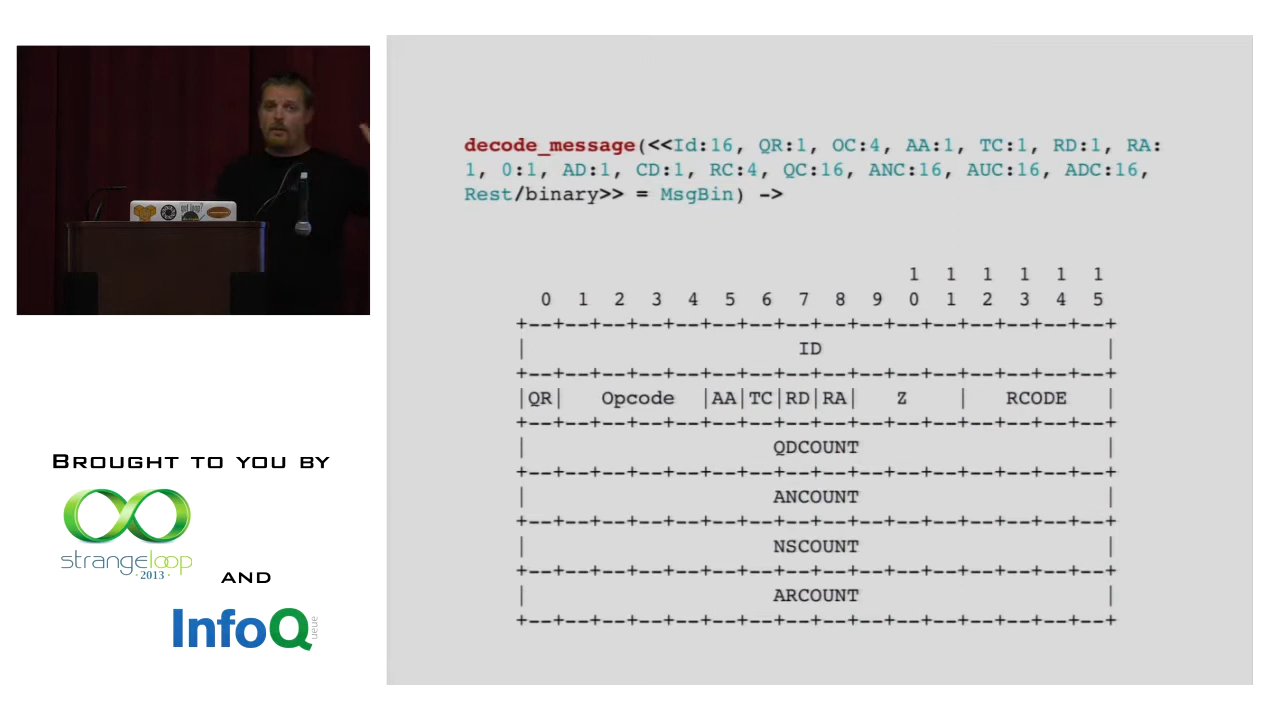 decode_message(<<Id:16, QR:1, OC:4, AA:1, TC:1, RD:1, RA:
1, 0:1, AD:1, CD:1, RC:4, QC:16, ANC:16, AUC:16, ADC:16,
Rest/binary>> = MsgBin) ->
1 1 1 1 1 1
0 1 2 3 4 5 6 7 8 9 0 1 2 3 4 5
+--+--+--+--+--+--+--+--+--+--+--+--+--+--+--+--+
| ID |
+--+--+--+--+--+--+--+--+--+--+--+--+--+--+--+--+
|QR| Opcode |AA|TC|RD|RA| Z | RCODE |
+--+--+--+--+--+--+--+--+--+--+--+--+--+--+--+--+
| QDCOUNT |
+--+--+--+--+--+--+--+--+--+--+--+--+--+--+--+--+
| ANCOUNT |
+--+--+--+--+--+--+--+--+--+--+--+--+--+--+--+--+
| NSCOUNT |
+--+--+--+--+--+--+--+--+--+--+--+--+--+--+--+--+
| ARCOUNT |
+--+--+--+--+--+--+--+--+--+--+--+--+--+--+--+--+
BROUGHT TO YOU BY
strangeloop
·2013·
AND
InfoQ
ueue